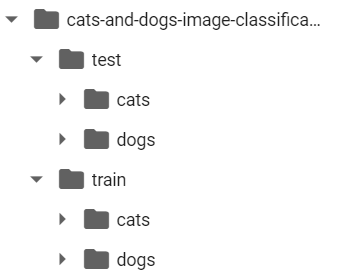 cats-and-dogs-image-classifica...
test
cats
dogs
train
cats
dogs